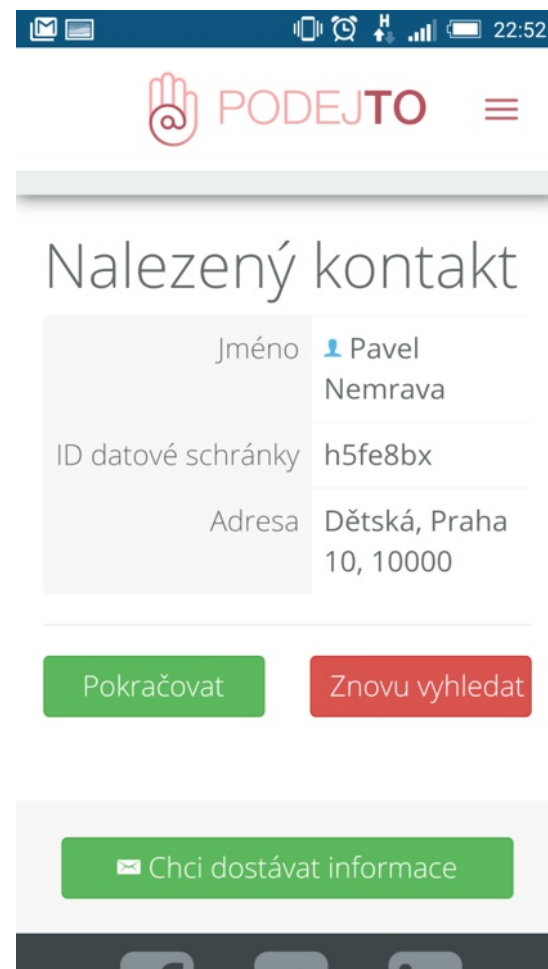 H 22:52
@ PODEJTO
Nalezený kontakt
Jméno Pavel
Nemrava
ID datové schránky h5fe8bx
Adresa Dětská, Praha
10, 10000
Pokračovat Znovu vyhledat
Chci dostávat informace